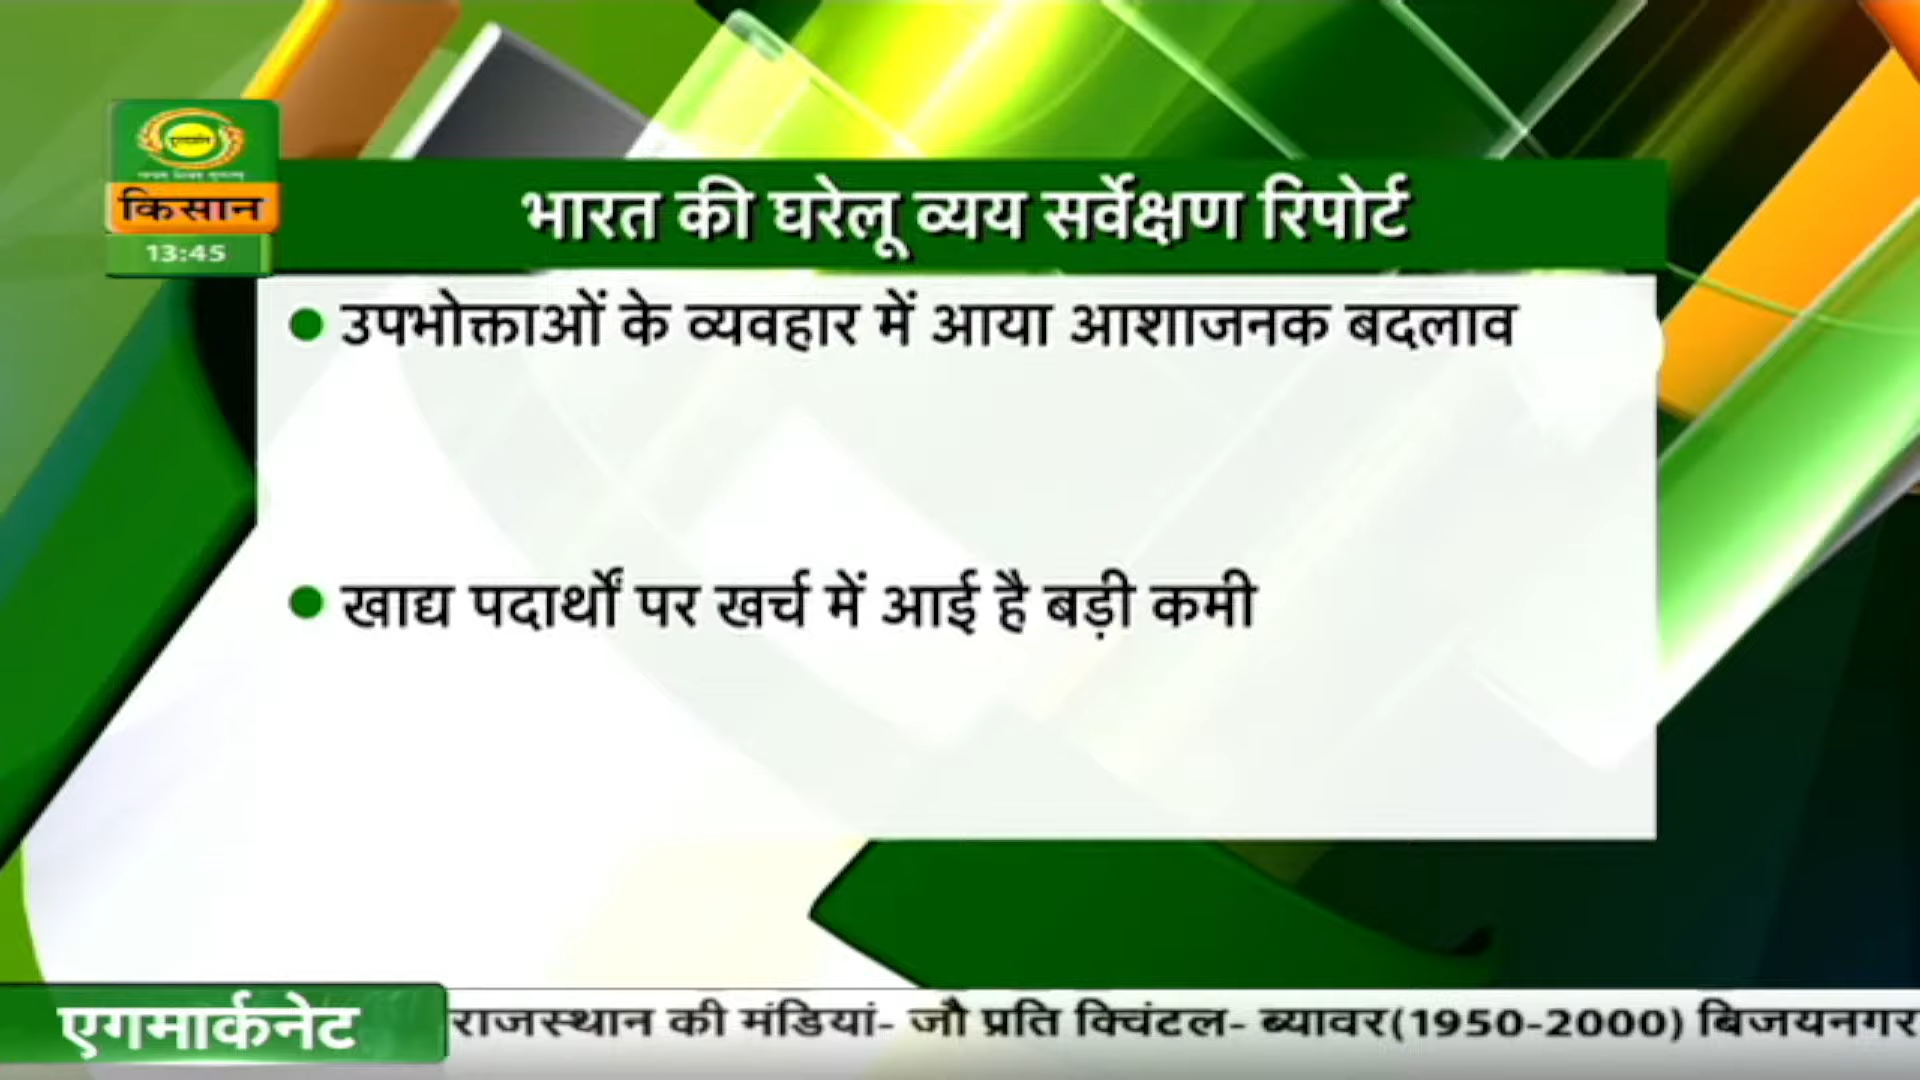 किसान
13:45
भारत की घरेलू व्यय सर्वेक्षण रिपोर्ट
उपभोक्ताओं के व्यवहार में आया आशाजनक बदलाव
खाद्य पदार्थों पर खर्च में आई है बड़ी कमी
एगमार्कनेट
राजस्थान की मंडियां- जौ प्रति क्विंटल- ब्यावर(1950-2000) बिजयनगर